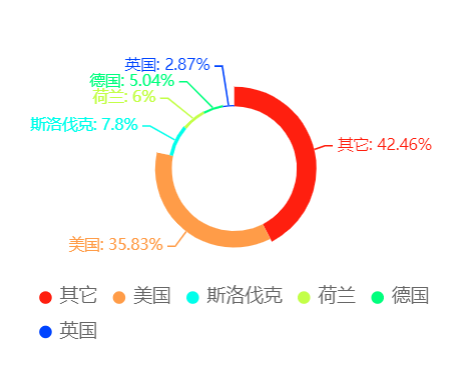 英国: 2.87%
德国: 5.04%
荷兰: 6%
斯洛伐克: 7.8%
其它: 42.46%
美国: 35.83%
其它 美国 斯洛伐克 荷兰 德国
英国